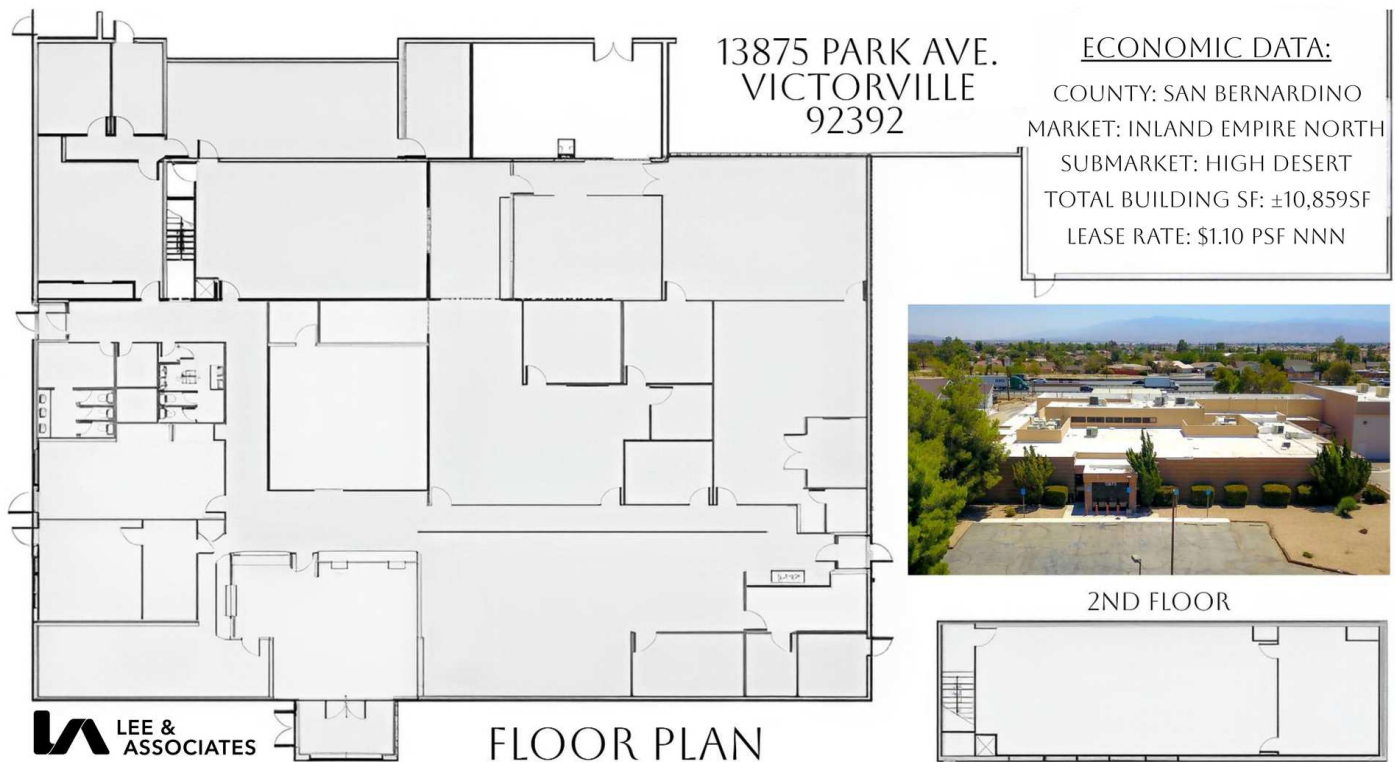 13875 PARK AVE.
VICTORVILLE
92392
ECONOMIC DATA:
COUNTY: SAN BERNARDINO
MARKET: INLAND EMPIRE NORTH
SUBMARKET: HIGH DESERT
TOTAL BUILDING SF: ±10,859SF
LEASE RATE: $1.10 PSF NNN
2ND FLOOR
LEE &
ASSOCIATES
FLOOR PLAN